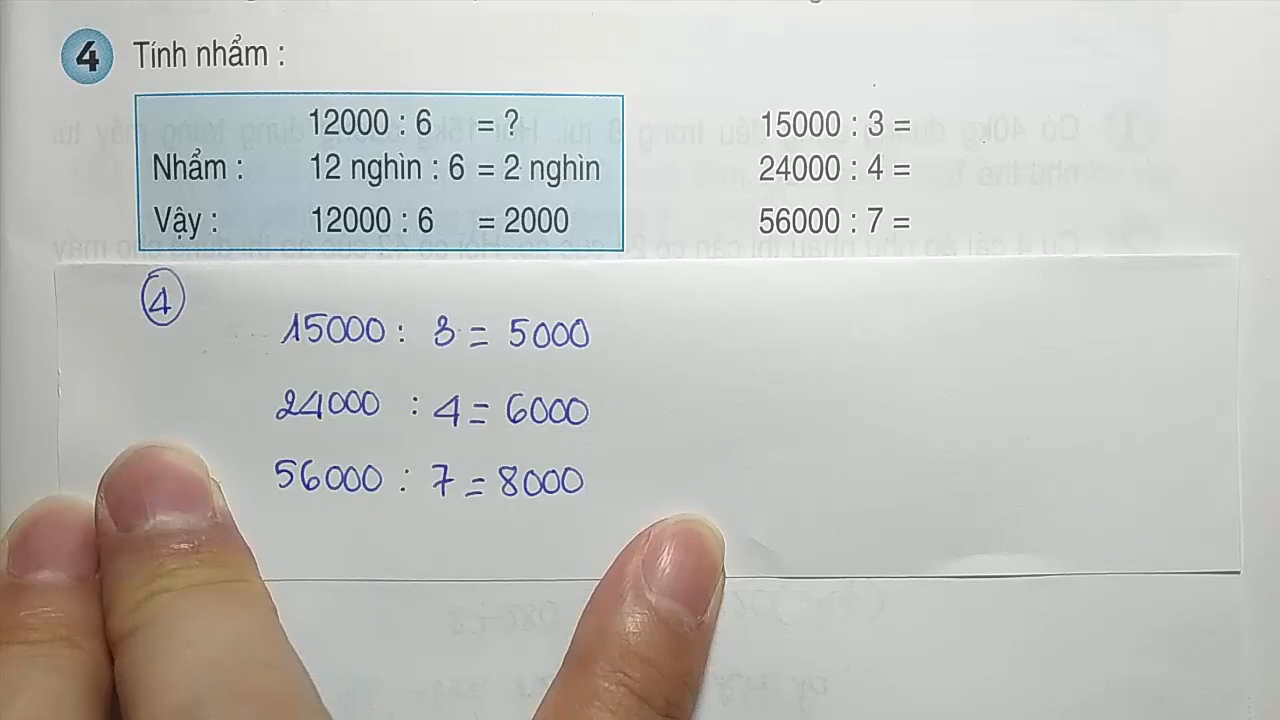 4 Tính nhẩm :
12000 : 6 = ?
Nhẩm : 12 nghìn : 6 = 2 nghìn
Vậy : 12000 : 6 = 2000
15000 : 3 =
24000 : 4 =
56000 : 7 =
4
15000 : 3 = 5000
24000 : 4 = 6000
56000 : 7 = 8000